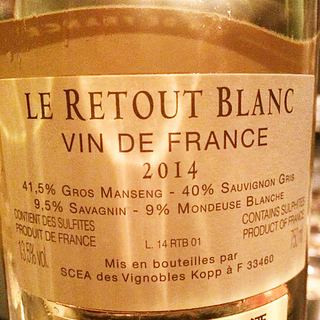 LE RETOUT BLANC
VIN DE FRANCE
2014
41,5% GROS MANSENG - 40% SAUVIGNON GRIS
9,5% SAVAGNIN - 9% MONDEUSE BLANCHE
CONTIENT DES SULFITES
PRODUIT DE FRANCE
13,5% vol.
CONTAINS SULPHITES
PRODUCT OF FRANCE
L. 14 RTB 01
Mis en bouteilles par
SCEA des Vignobles Kopp à F 33460